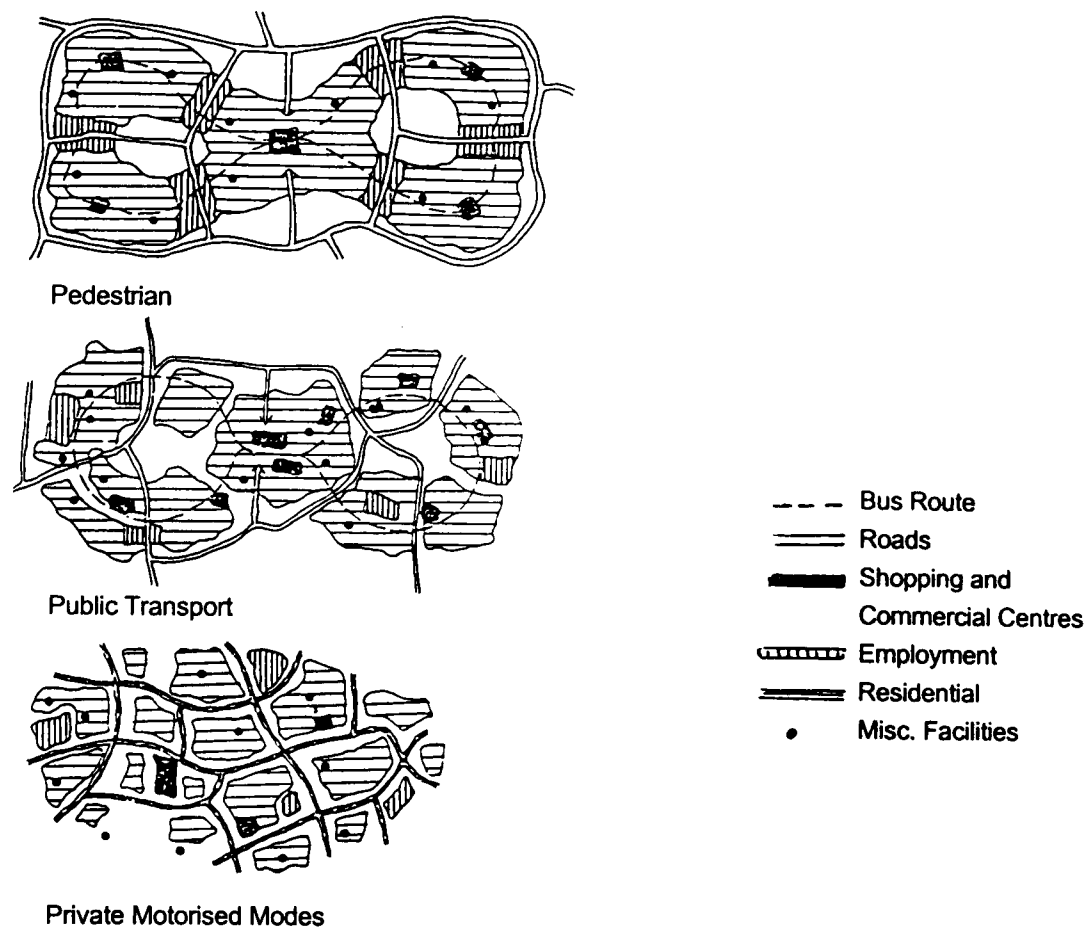 Pedestrian
Public Transport
Private Motorised Modes
Bus Route
Roads
Shopping and
Commercial Centres
Employment
Residential
Misc. Facilities